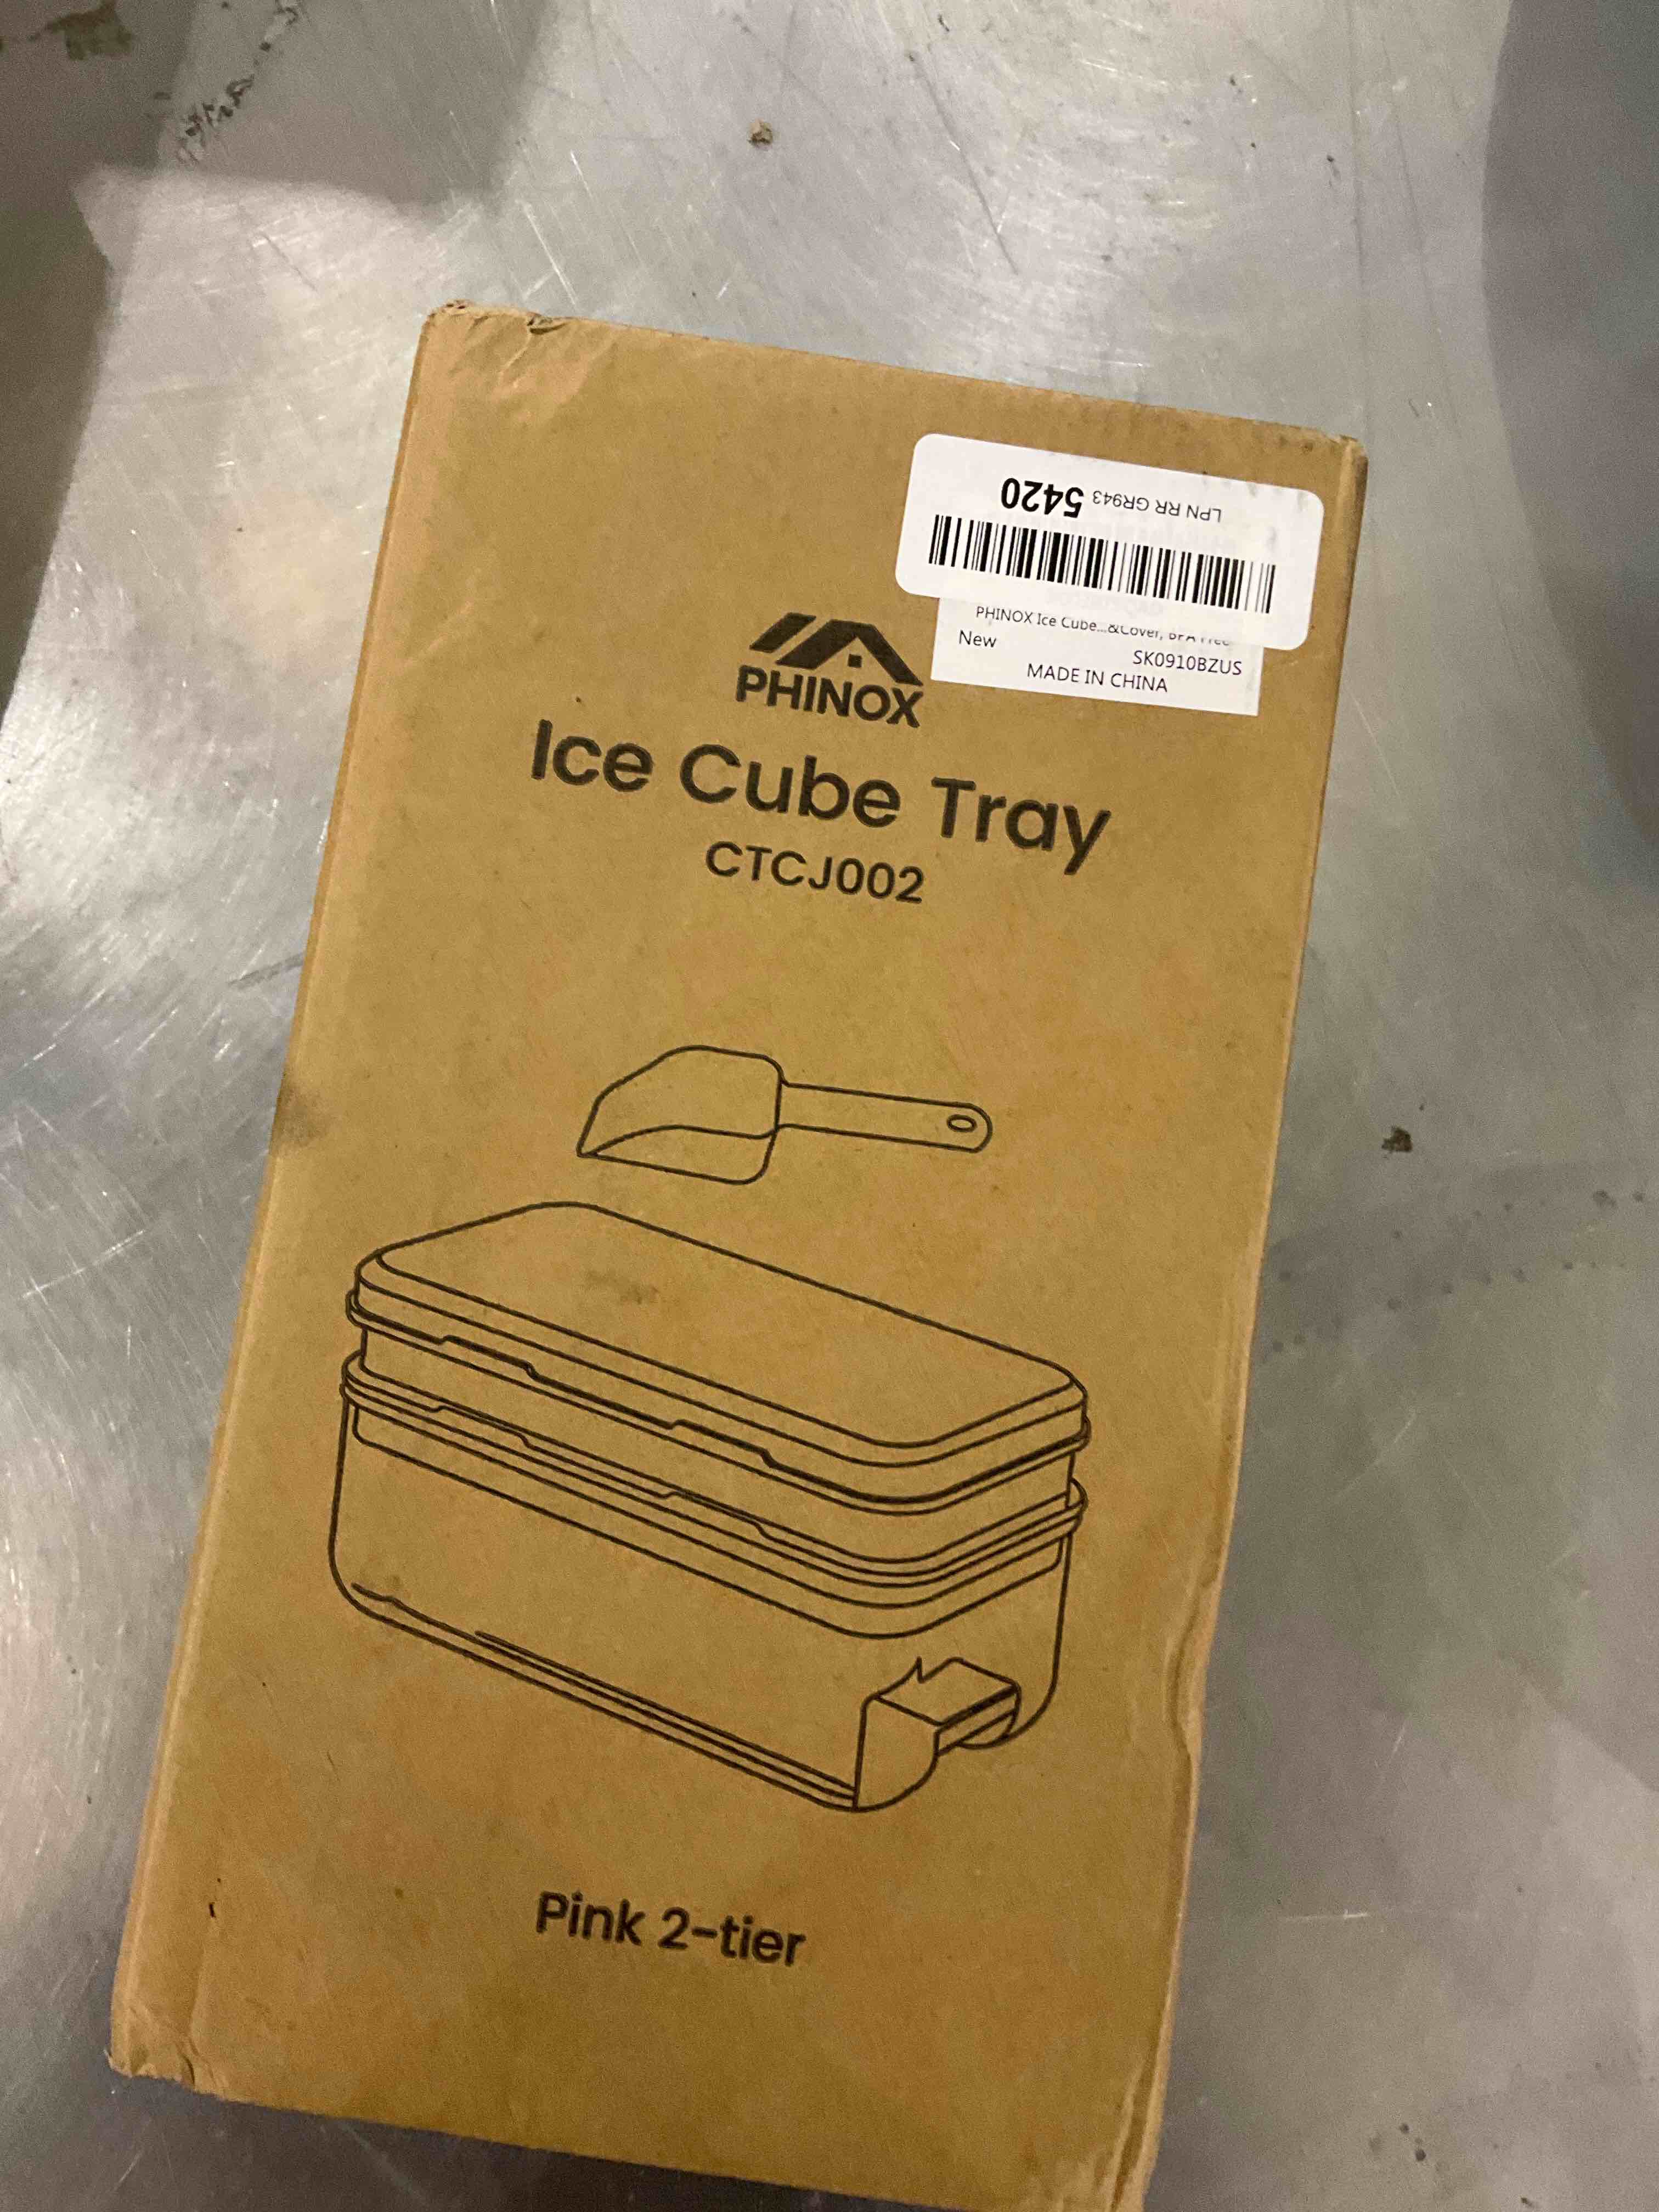 LPN RR GR943 5420
PHINOX Ice Cube...&Cover, BPA Free
New
SK0910BZUS
MADE IN CHINA
PHINOX
Ice Cube Tray
CTCJ002
Pink 2-tier